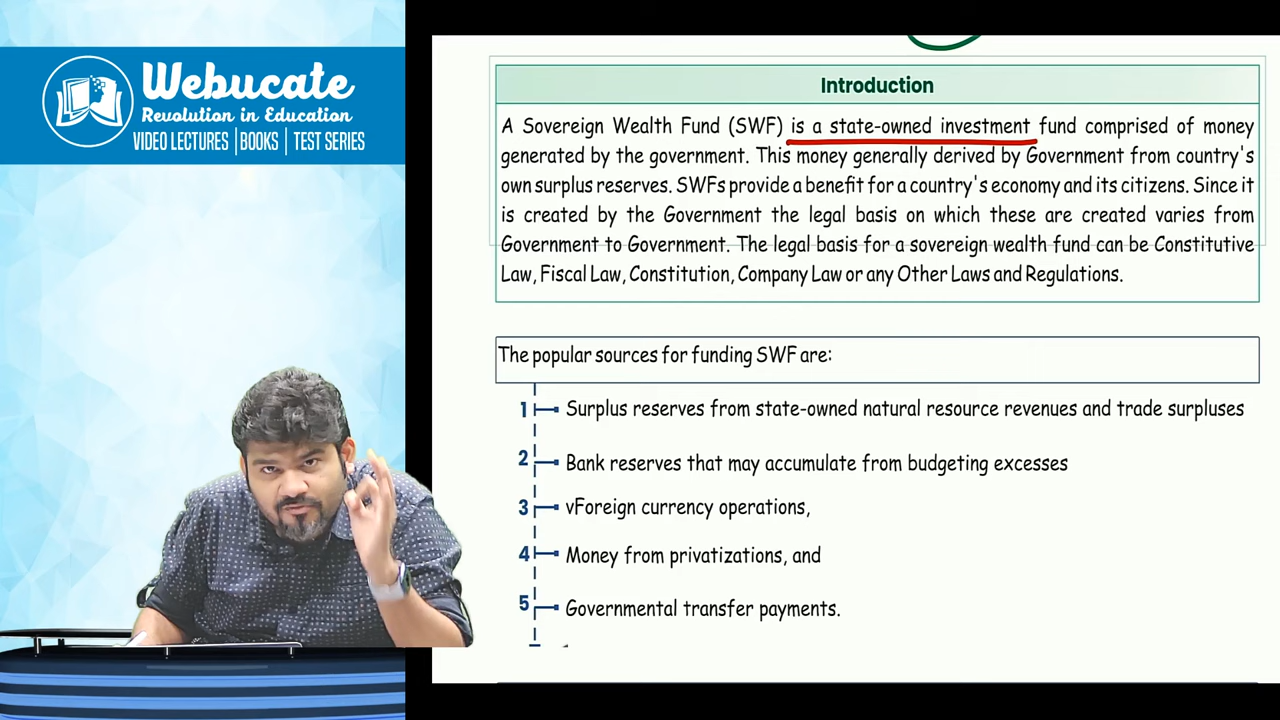 Webucate
Revolution in Education
VIDEO LECTURES | BOOKS | TEST SERIES
Introduction
A Sovereign Wealth Fund (SWF) is a state-owned investment fund comprised of money
generated by the government. This money generally derived by Government from country's
own surplus reserves. SWFs provide a benefit for a country's economy and its citizens. Since it
is created by the Government the legal basis on which these are created varies from
Government to Government. The legal basis for a sovereign wealth fund can be Constitutive
Law, Fiscal Law, Constitution, Company Law or any Other Laws and Regulations.
The popular sources for funding SWF are:
1 Surplus reserves from state-owned natural resource revenues and trade surpluses
2 Bank reserves that may accumulate from budgeting excesses
3 vForeign currency operations,
4 Money from privatizations, and
5 Governmental transfer payments.